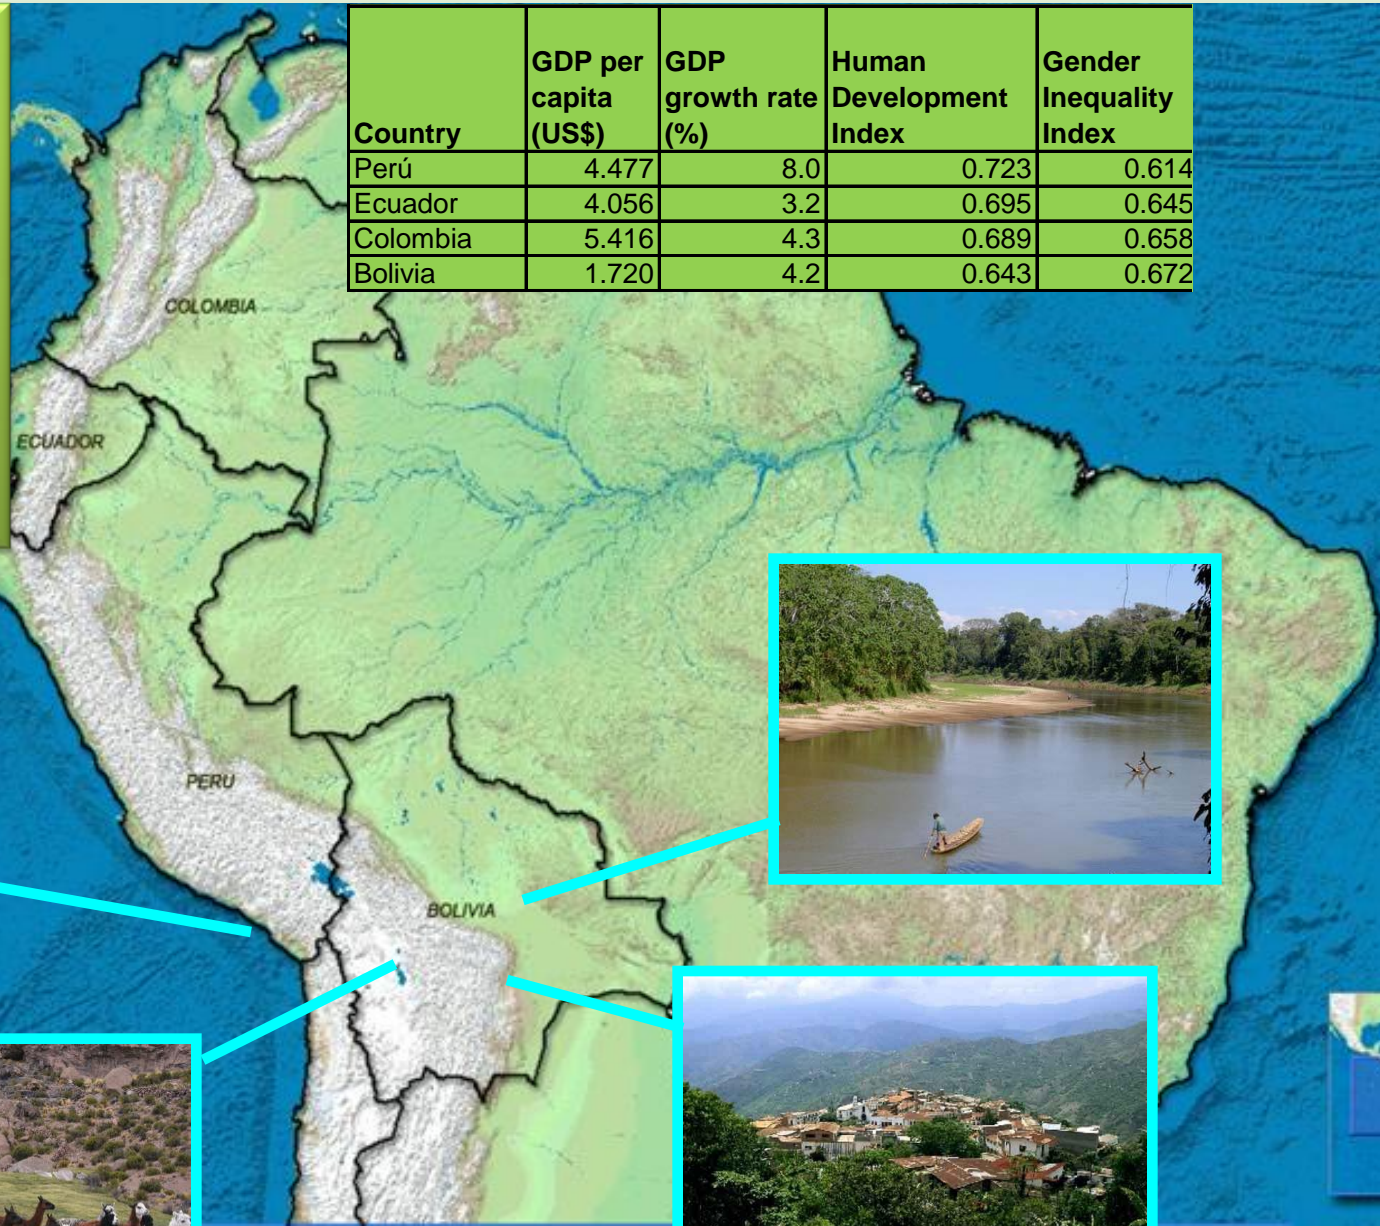 Country GDP per capita (US$) GDP growth rate (%) Human Development Index Gender Inequality Index
Perú 4.477 8.0 0.723 0.614
Ecuador 4.056 3.2 0.695 0.645
Colombia 5.416 4.3 0.689 0.658
Bolivia 1.720 4.2 0.643 0.672
COLOMBIA
ECUADOR
PERU
BOLIVIA